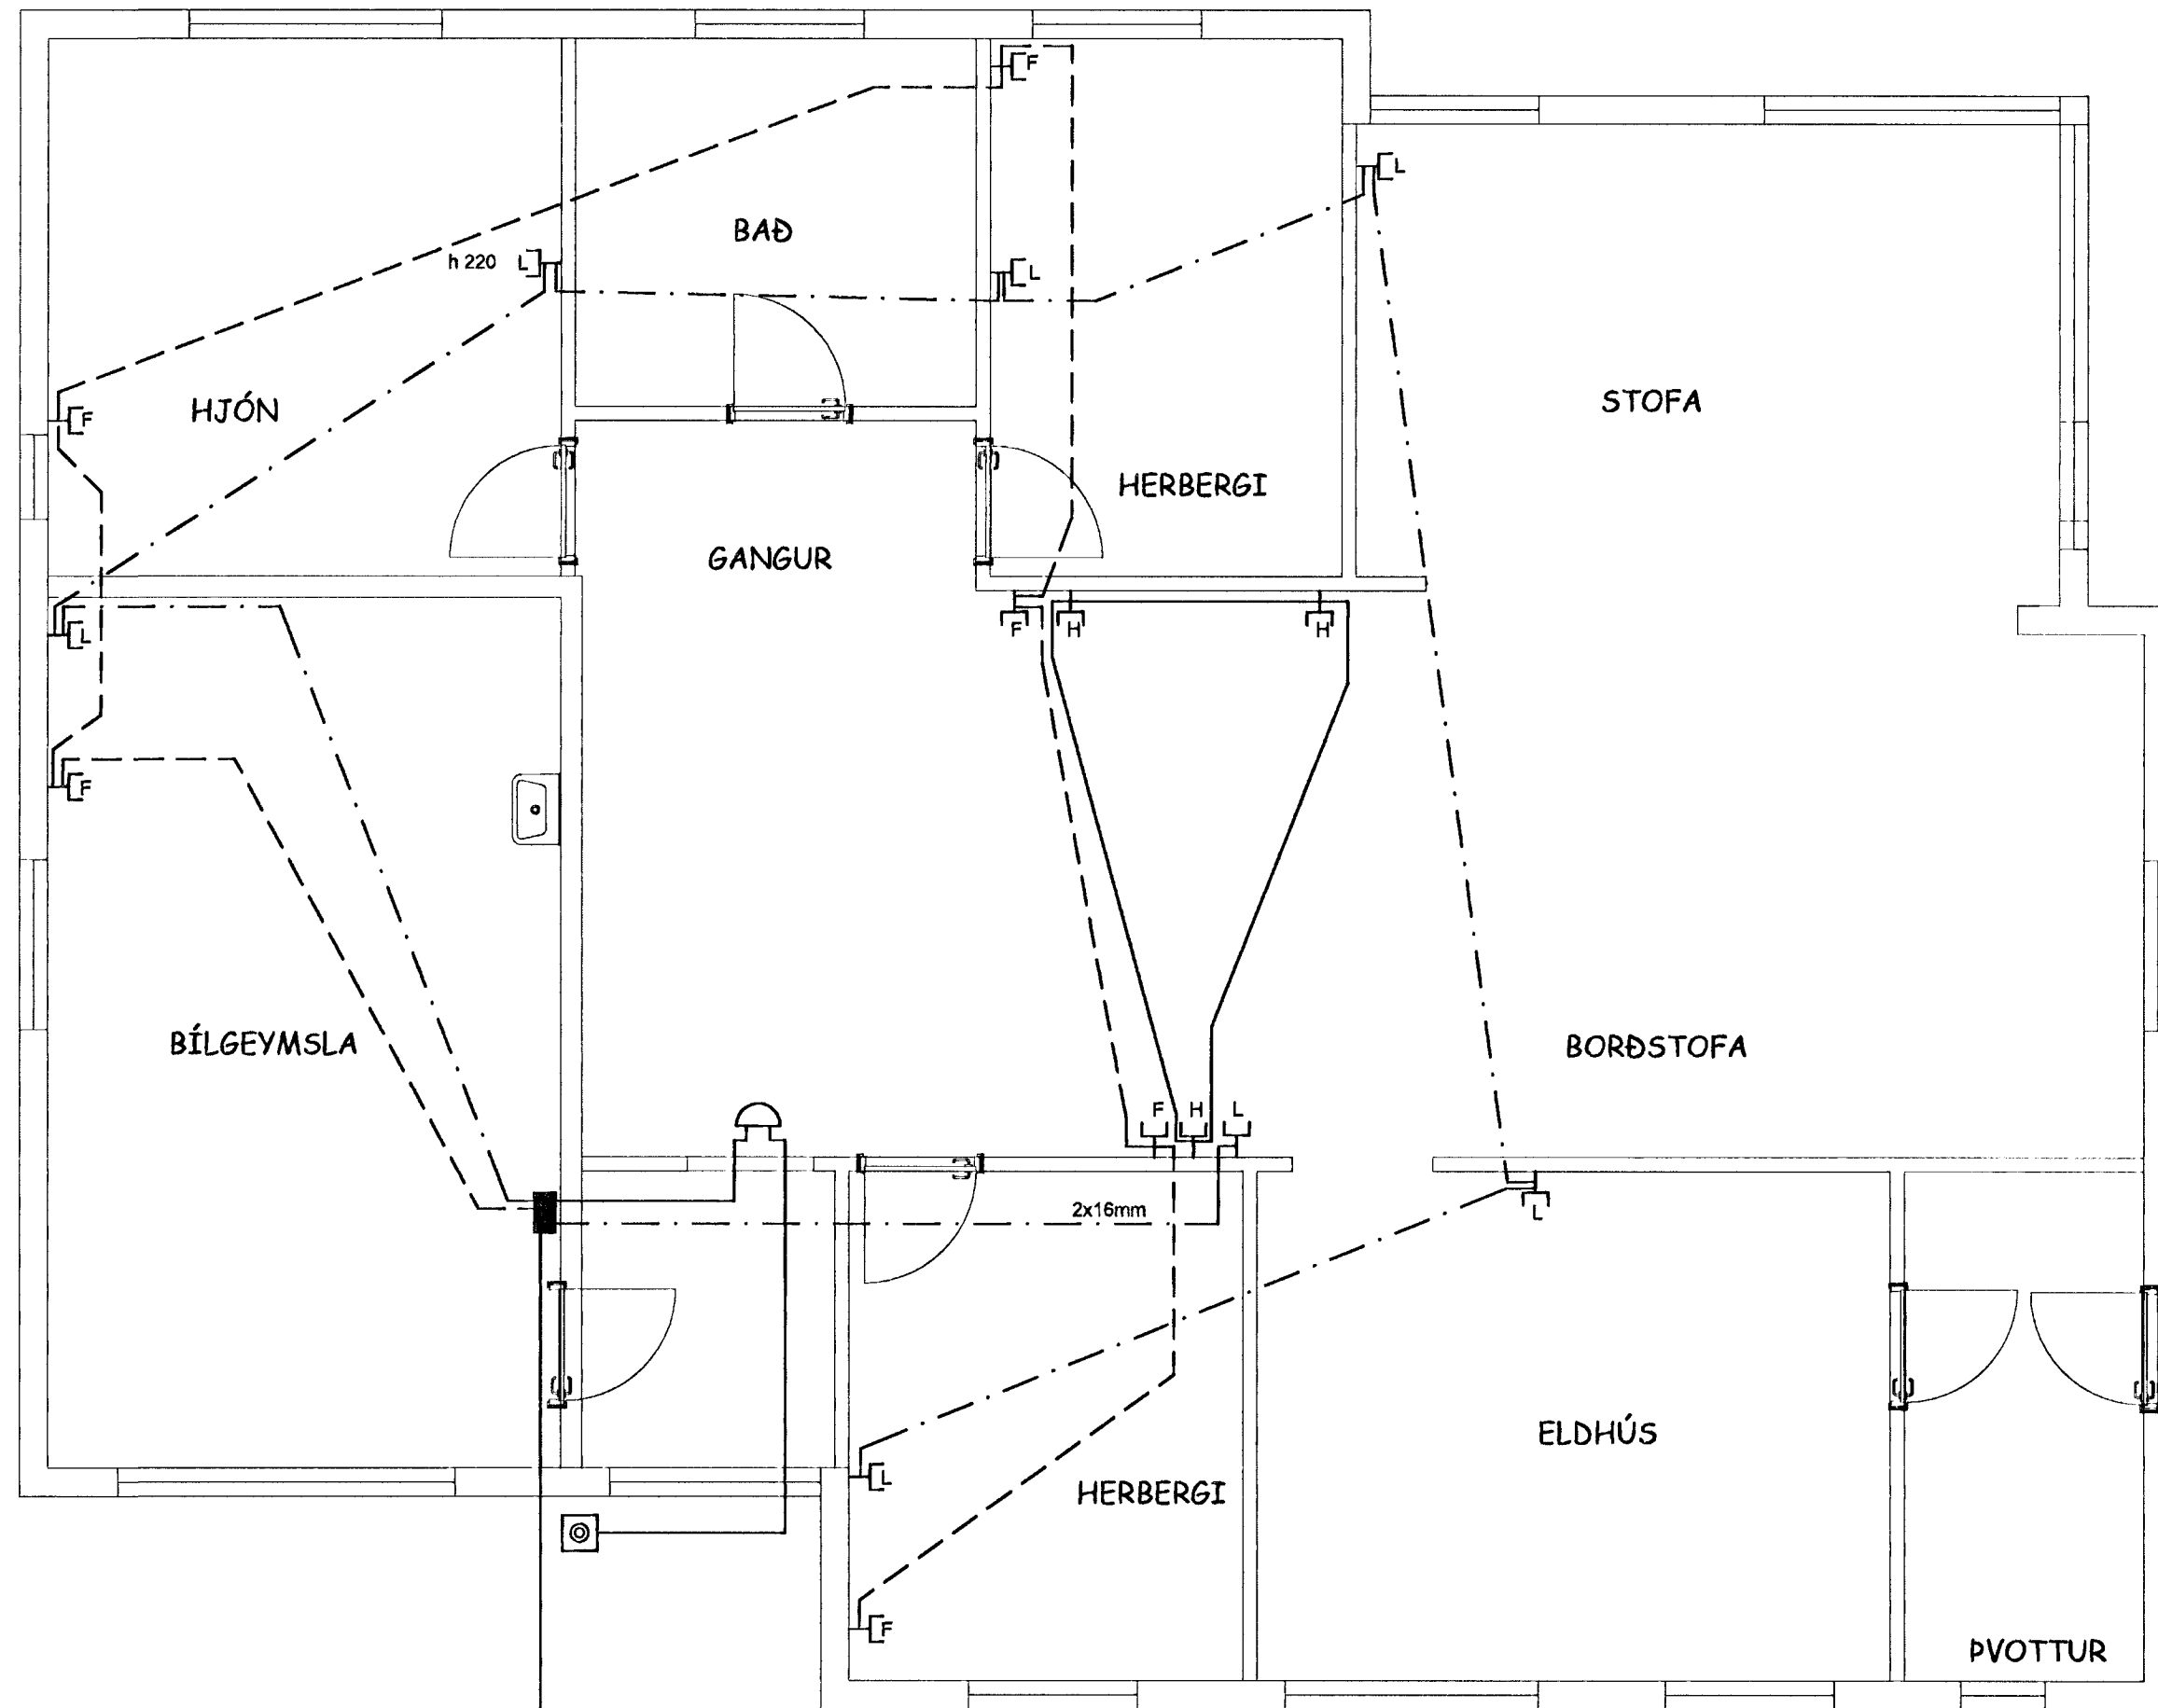 F
L
BAÐ
h 220 L
L
HJÓN
F
STOFA
HERBERGI
GANGUR
F
H
H
L
F
BÍLGEYMSLA
BORÐSTOFA
F
H
L
2x16mm
L
ELDHÚS
L
HERBERGI
F
ÞVOTTUR